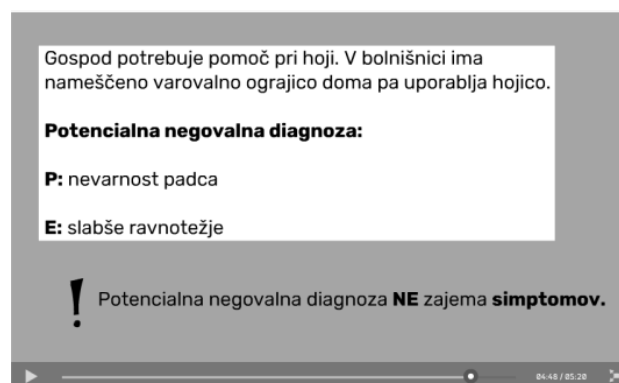 Gospod potrebuje pomoč pri hoji. V bolnišnici ima
nameščeno varovalno ograjico doma pa uporablja hojico.
Potencialna negovalna diagnoza:
P: nevarnost padca
E: slabše ravnotežje
! Potencialna negovalna diagnoza NE zajema simptomov.
04:48 / 05:20